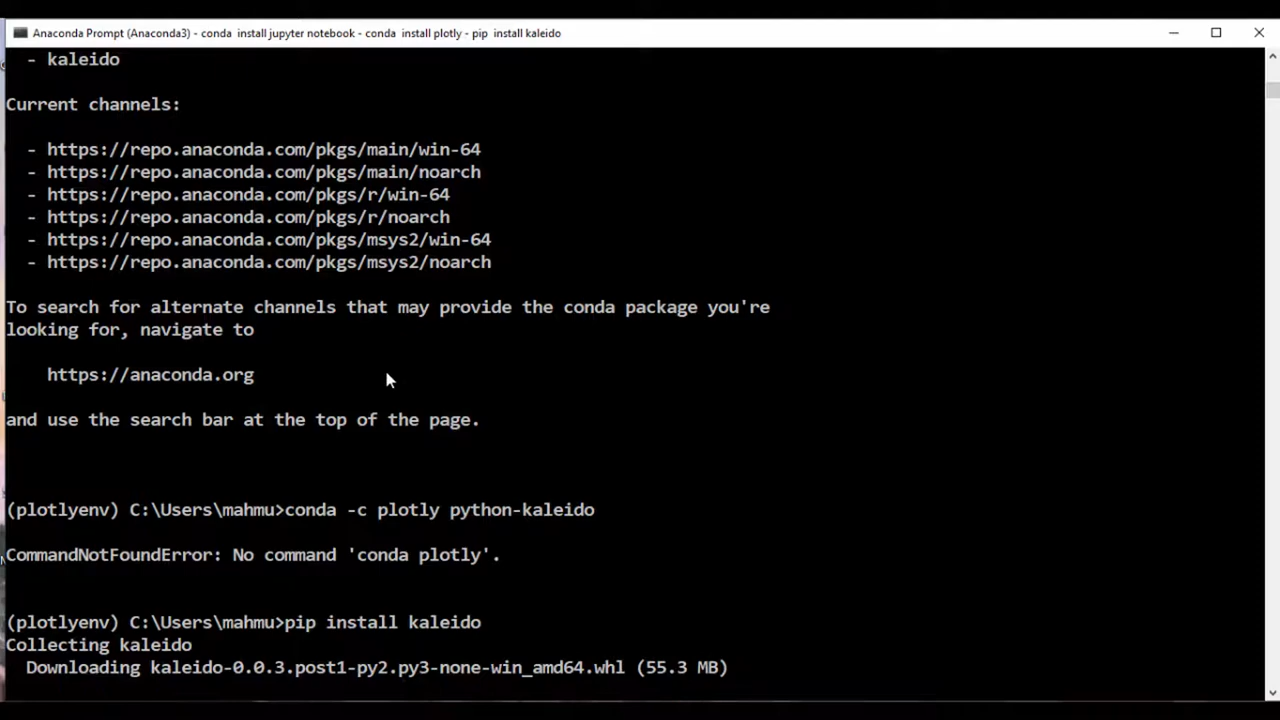 Anaconda Prompt (Anaconda3) - conda  install jupyter notebook - conda  install plotly - pip  install kaleido
  - kaleido
Current channels:
  - https://repo.anaconda.com/pkgs/main/win-64
  - https://repo.anaconda.com/pkgs/main/noarch
  - https://repo.anaconda.com/pkgs/r/win-64
  - https://repo.anaconda.com/pkgs/r/noarch
  - https://repo.anaconda.com/pkgs/msys2/win-64
  - https://repo.anaconda.com/pkgs/msys2/noarch
To search for alternate channels that may provide the conda package you're
looking for, navigate to
    https://anaconda.org
and use the search bar at the top of the page.
(plotlyenv) C:\Users\mahmu>conda -c plotly python-kaleido
CommandNotFoundError: No command 'conda plotly'.
(plotlyenv) C:\Users\mahmu>pip install kaleido
Collecting kaleido
  Downloading kaleido-0.0.3.post1-py2.py3-none-win_amd64.whl (55.3 MB)